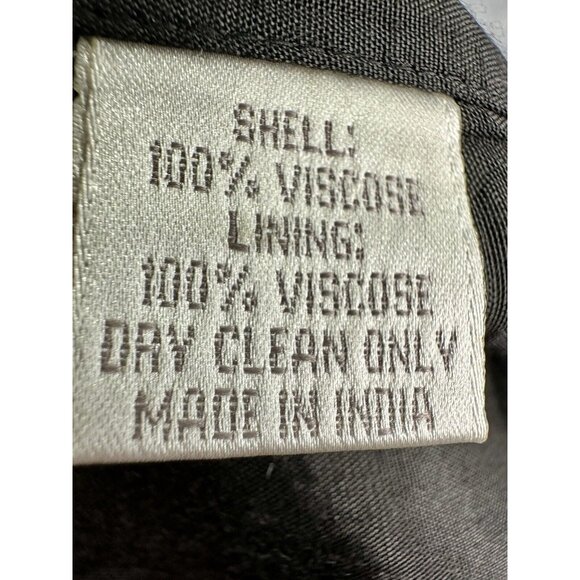 SHELL:
100% VISCOSE
LINING:
100% VISCOSE
DRY CLEAN ONLY
MADE IN INDIA